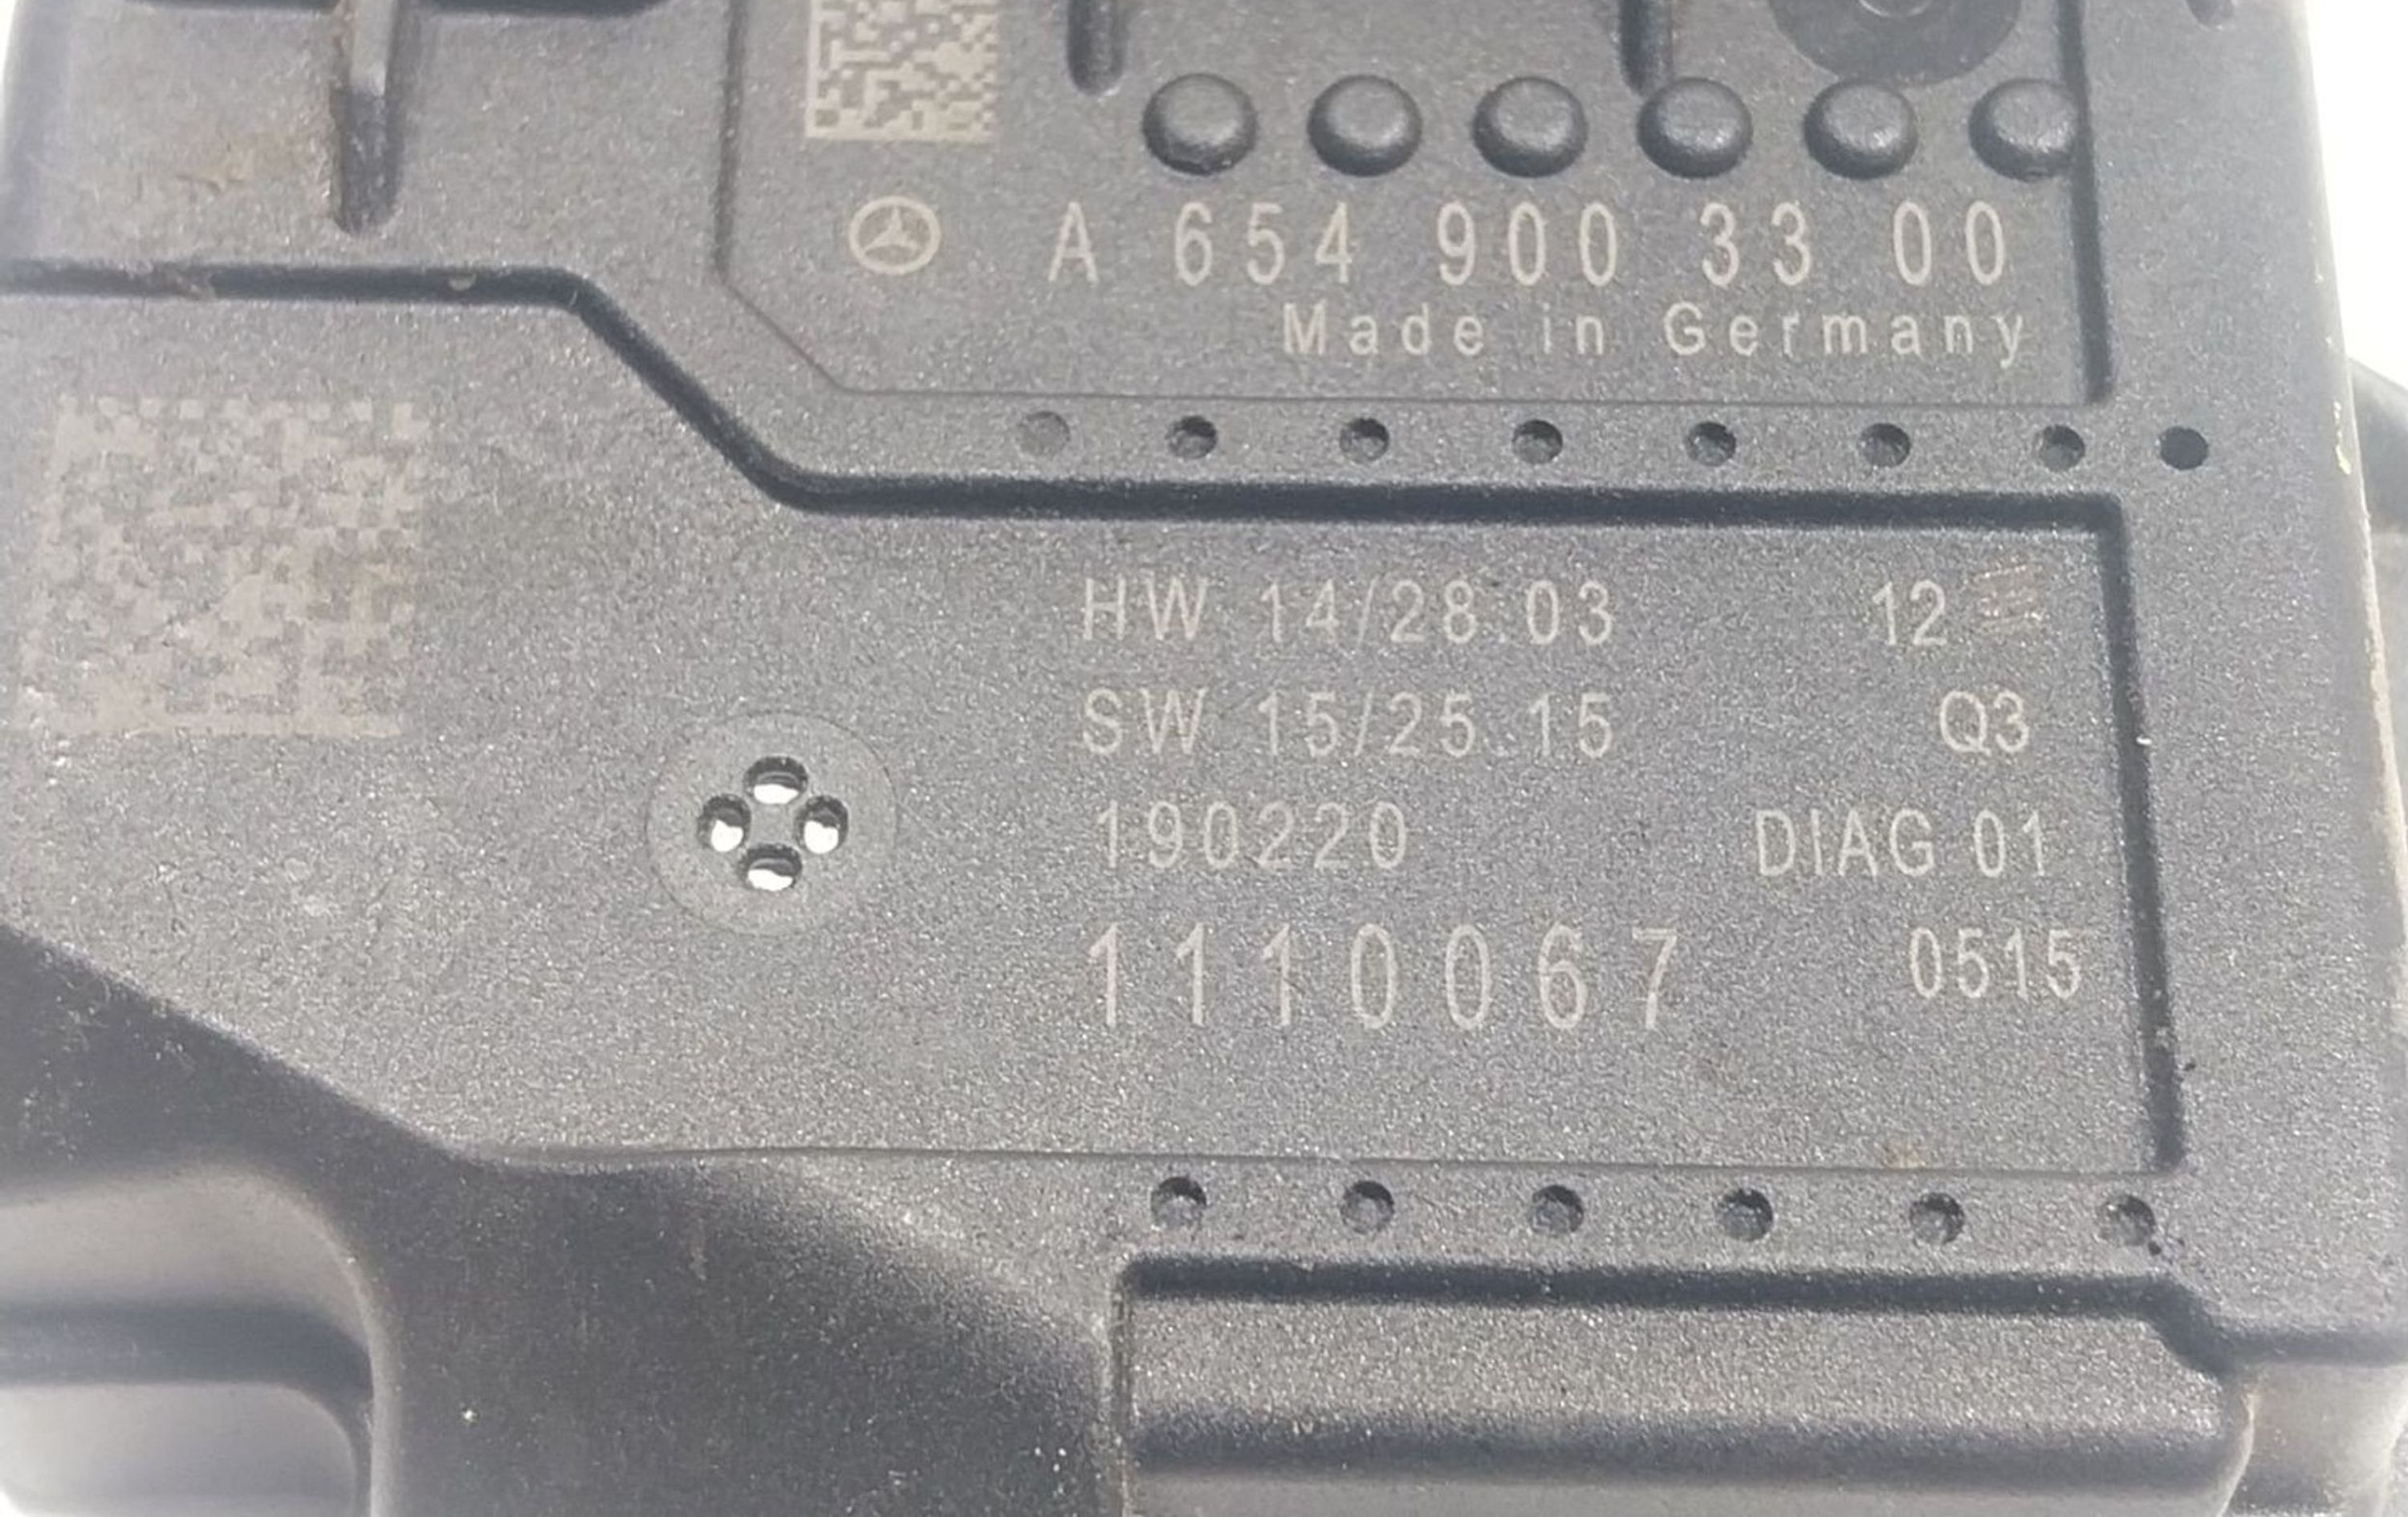 A 654 900 33 00
Made in Germany
HW 14/28.03 12
SW 15/25.15 Q3
190220 DIAG 01
1110067 0515